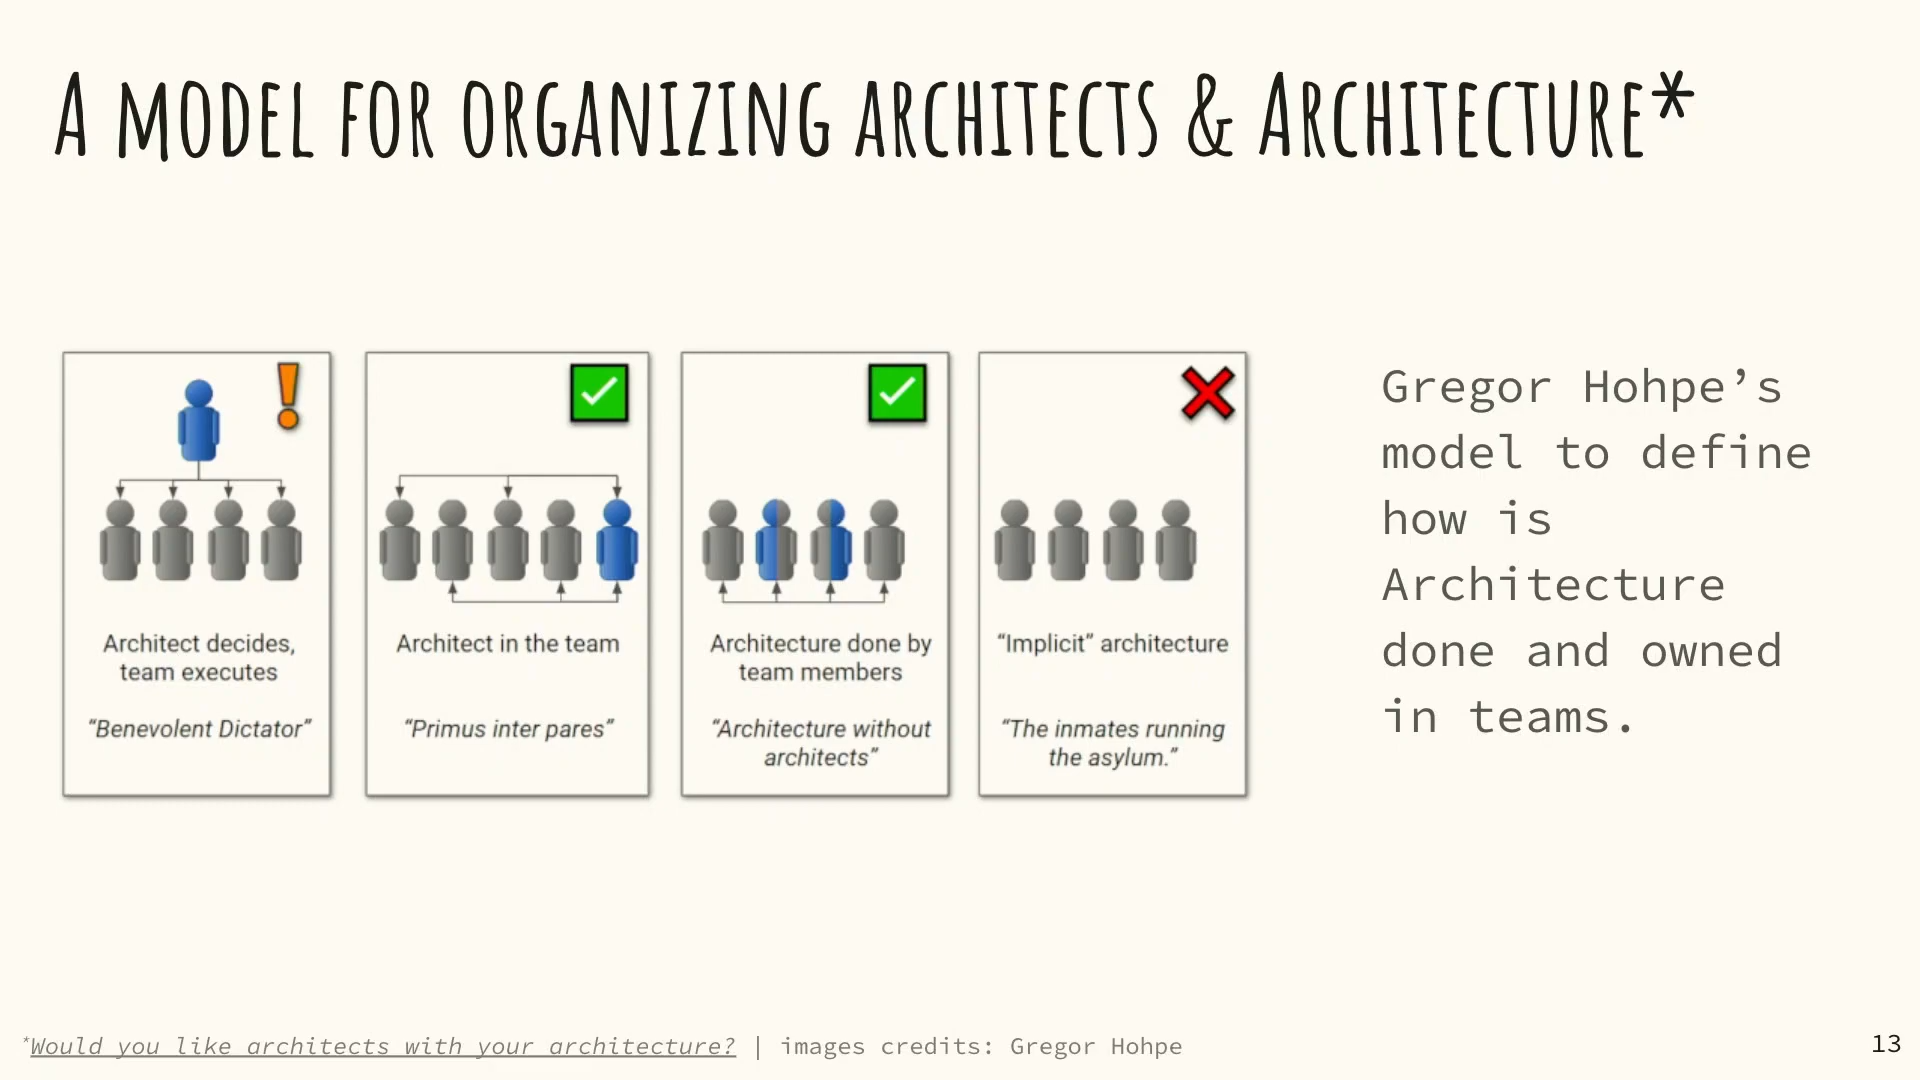 A model for organizing architects & Architecture*
Architect decides,
team executes
“Benevolent Dictator”
Architect in the team
“Primus inter pares”
Architecture done by
team members
“Architecture without
architects”
“Implicit” architecture
“The inmates running
the asylum.”
Gregor Hohpe’s
model to define
how is
Architecture
done and owned
in teams.
*Would you like architects with your architecture? | images credits: Gregor Hohpe
13